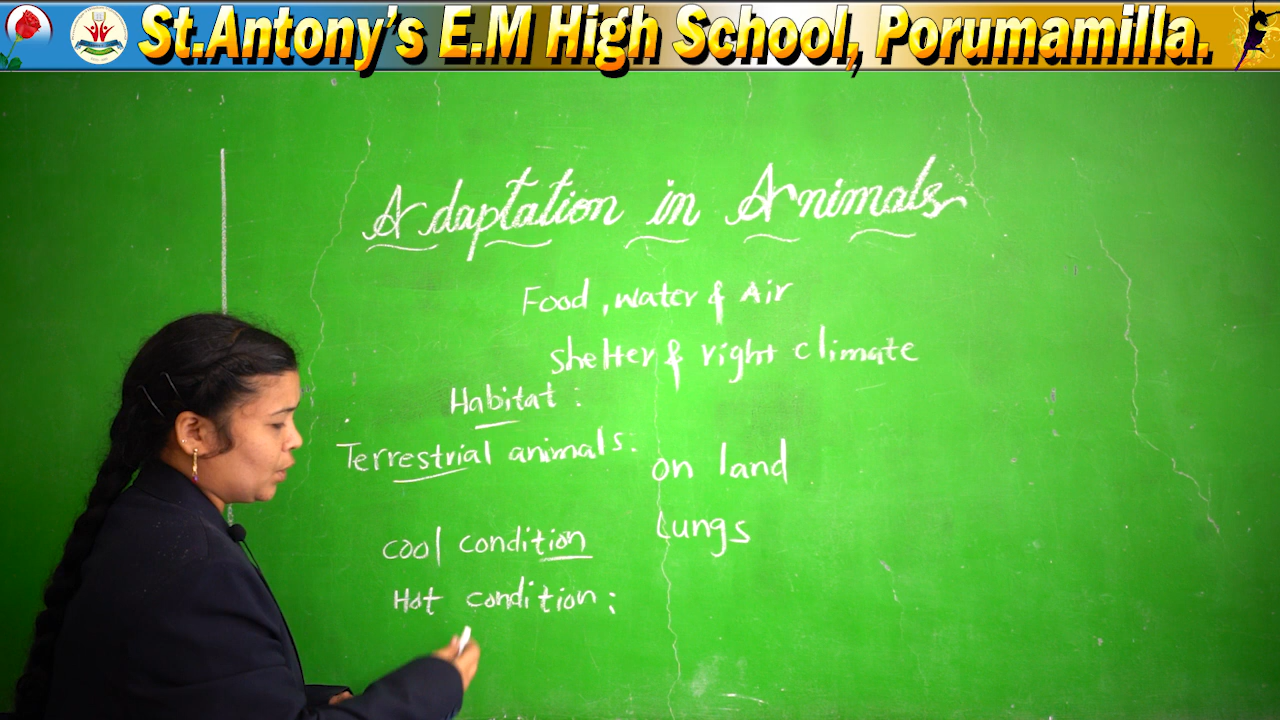 St.Antony's E.M High School, Porumamilla.
Adaptation in Animals
Food, water & Air
shelter & right climate
Habitat :
Terrestrial animals: on land
Lungs
Cool condition
Hot condition :